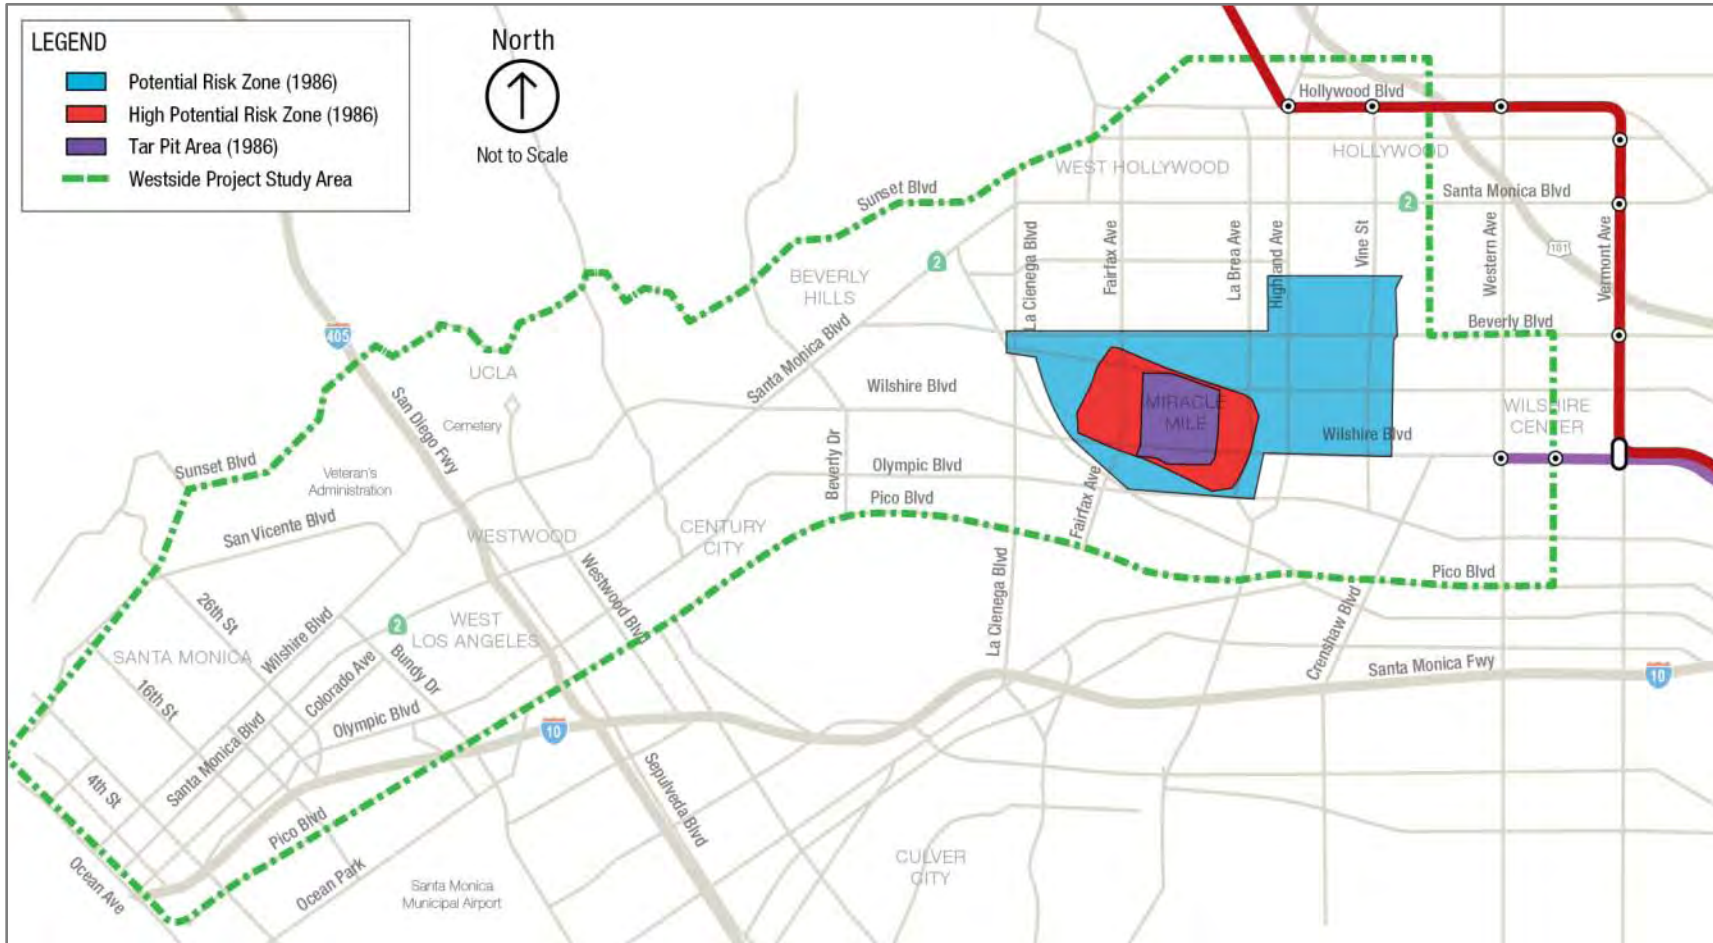 LEGEND
Potential Risk Zone (1986)
High Potential Risk Zone (1986)
Tar Pit Area (1986)
Westside Project Study Area
North
Not to Scale
Hollywood Blvd
HOLLYWOOD
WEST HOLLYWOOD
Sunset Blvd
Santa Monica Blvd
2
2
101
La Cienega Blvd
Fairfax Ave
La Brea Ave
Highland Ave
Vine St
Western Ave
Vermont Ave
BEVERLY
HILLS
405
UCLA
Santa Monica Blvd
Beverly Blvd
Wilshire Blvd
San Diego Fwy
Cemetery
MIRACLE
MILE
Wilshire Blvd
WILSHIRE
CENTER
Sunset Blvd
Veteran's
Administration
Beverly Dr
Olympic Blvd
Pico Blvd
Fairfax Ave
San Vicente Blvd
WESTWOOD
CENTURY
CITY
Westwood Blvd
La Cienega Blvd
Pico Blvd
Crenshaw Blvd
26th St
Wilshire Blvd
2
WEST
LOS ANGELES
SANTA MONICA
Colorado Ave
Bundy Dr
16th St
Olympic Blvd
Santa Monica Fwy
10
10
Santa Monica Blvd
4th St
Pico Blvd
Sepulveda Blvd
Ocean Ave
Ocean Park
Santa Monica
Municipal Airport
CULVER
CITY